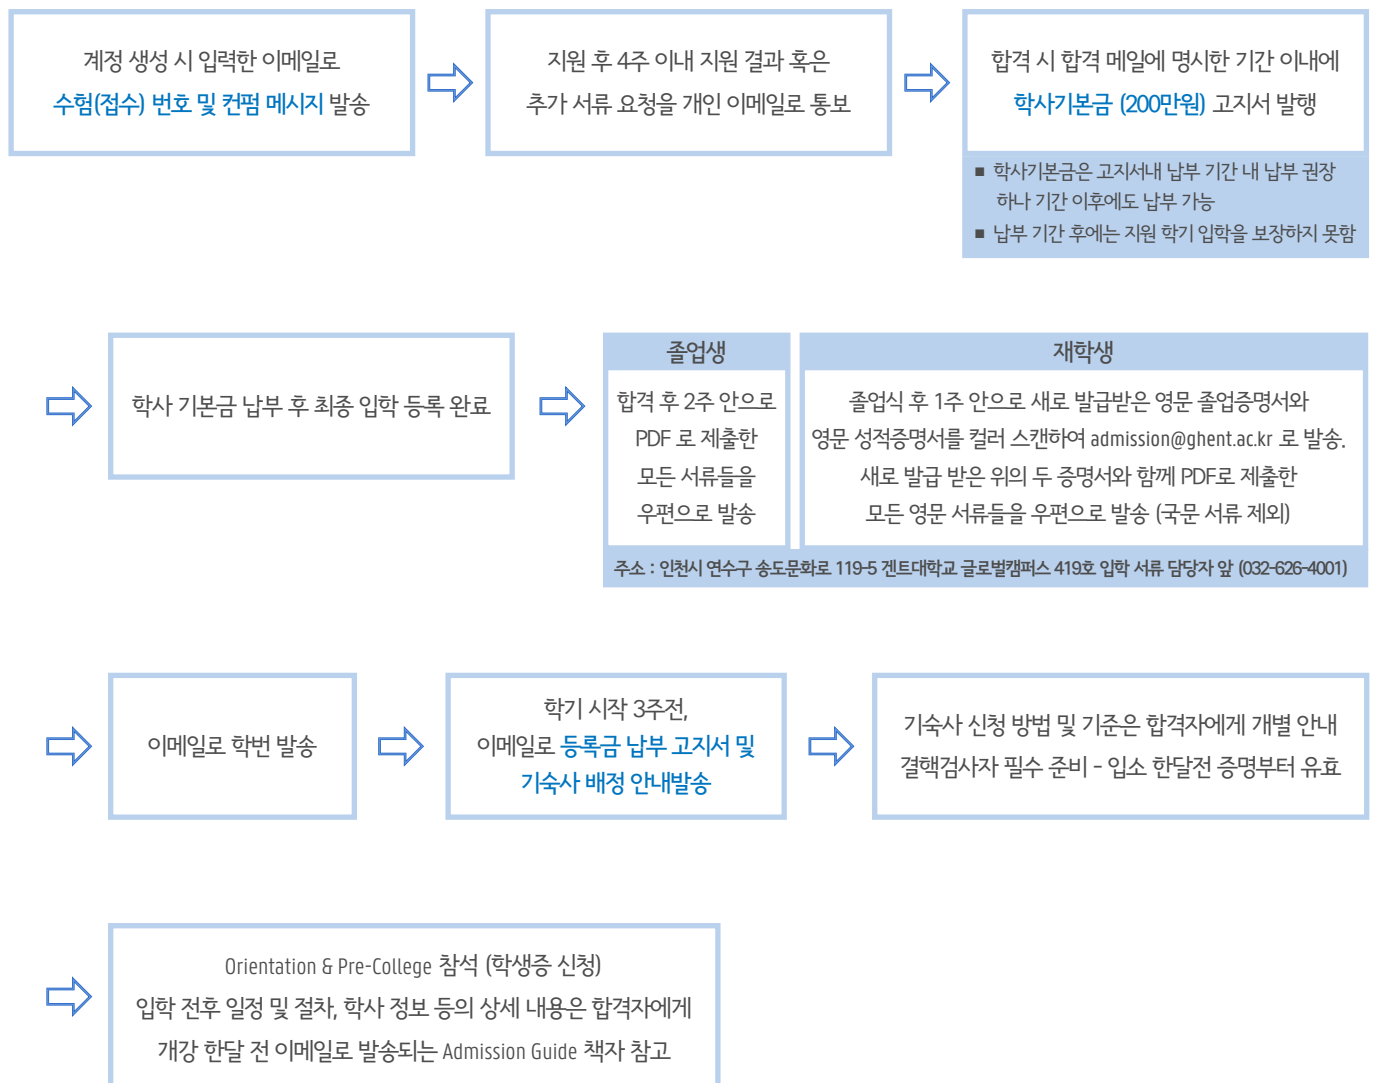 계정 생성 시 입력한 이메일로
수험(접수) 번호 및 컨펌 메시지 발송
지원 후 4주 이내 지원 결과 혹은
추가 서류 요청을 개인 이메일로 통보
합격 시 합격 메일에 명시한 기간 이내에
학사기본금 (200만원) 고지서 발행
■ 학사기본금은 고지서내 납부 기간 내 납부 권장
하나 기간 이후에도 납부 가능
■ 납부 기간 후에는 지원 학기 입학을 보장하지 못함
학사 기본금 납부 후 최종 입학 등록 완료
졸업생
합격 후 2주 안으로
PDF 로 제출한
모든 서류들을
우편으로 발송
재학생
졸업식 후 1주 안으로 새로 발급받은 영문 졸업증명서와
영문 성적증명서를 컬러 스캔하여 admission@ghent.ac.kr 로 발송.
새로 발급 받은 위의 두 증명서와 함께 PDF로 제출한
모든 영문 서류들을 우편으로 발송 (국문 서류 제외)
주소 : 인천시 연수구 송도문화로 119-5 겐트대학교 글로벌캠퍼스 419호 입학 서류 담당자 앞 (032-626-4001)
이메일로 학번 발송
학기 시작 3주전,
이메일로 등록금 납부 고지서 및
기숙사 배정 안내발송
기숙사 신청 방법 및 기준은 합격자에게 개별 안내
결핵검사자 필수 준비 - 입소 한달전 증명부터 유효
Orientation & Pre-College 참석 (학생증 신청)
입학 전후 일정 및 절차, 학사 정보 등의 상세 내용은 합격자에게
개강 한달 전 이메일로 발송되는 Admission Guide 책자 참고